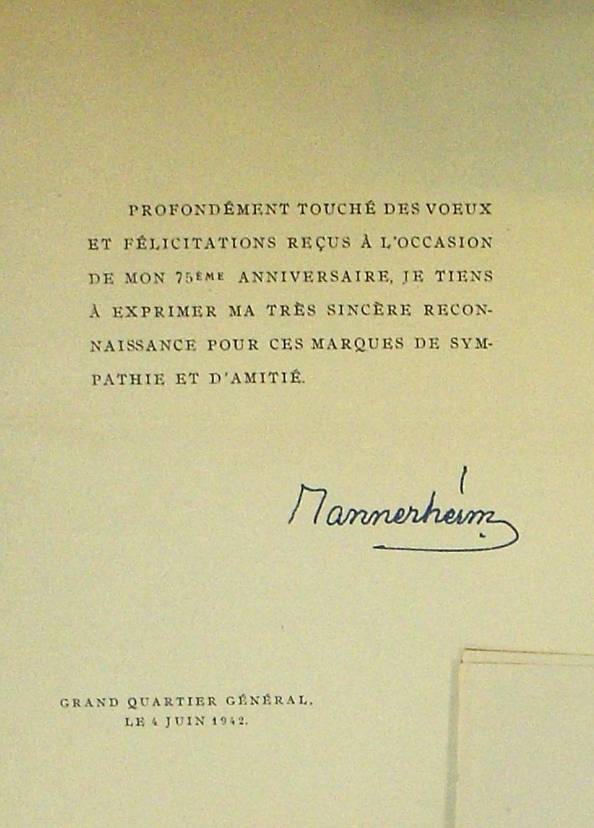 PROFONDÉMENT TOUCHÉ DES VOEUX
ET FÉLICITATIONS REÇUS À L'OCCASION
DE MON 75ÈME ANNIVERSAIRE, JE TIENS
À EXPRIMER MA TRÈS SINCÈRE RECON-
NAISSANCE POUR CES MARQUES DE SYM-
PATHIE ET D'AMITIÉ.
Mannerheim
GRAND QUARTIER GÉNÉRAL,
LE 4 JUIN 1942.